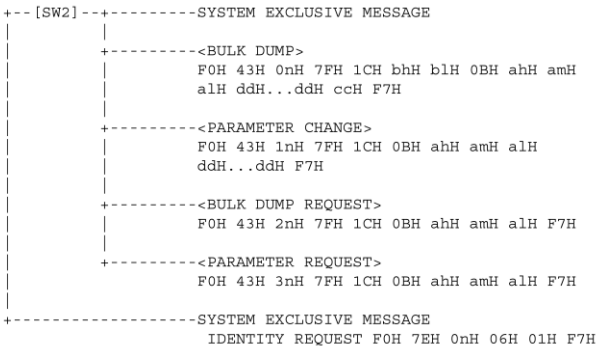 +--[SW2]--+---------SYSTEM EXCLUSIVE MESSAGE
<BULK DUMP>
F0H 43H 0nH 7FH 1CH bhH blH 0BH ahH amH
alH ddH...ddH ccH F7H
<PARAMETER CHANGE>
F0H 43H 1nH 7FH 1CH 0BH ahH amH alH
ddH...ddH F7H
<BULK DUMP REQUEST>
F0H 43H 2nH 7FH 1CH 0BH ahH amH alH F7H
<PARAMETER REQUEST>
F0H 43H 3nH 7FH 1CH 0BH ahH amH alH F7H
SYSTEM EXCLUSIVE MESSAGE
IDENTITY REQUEST F0H 7EH 0nH 06H 01H F7H